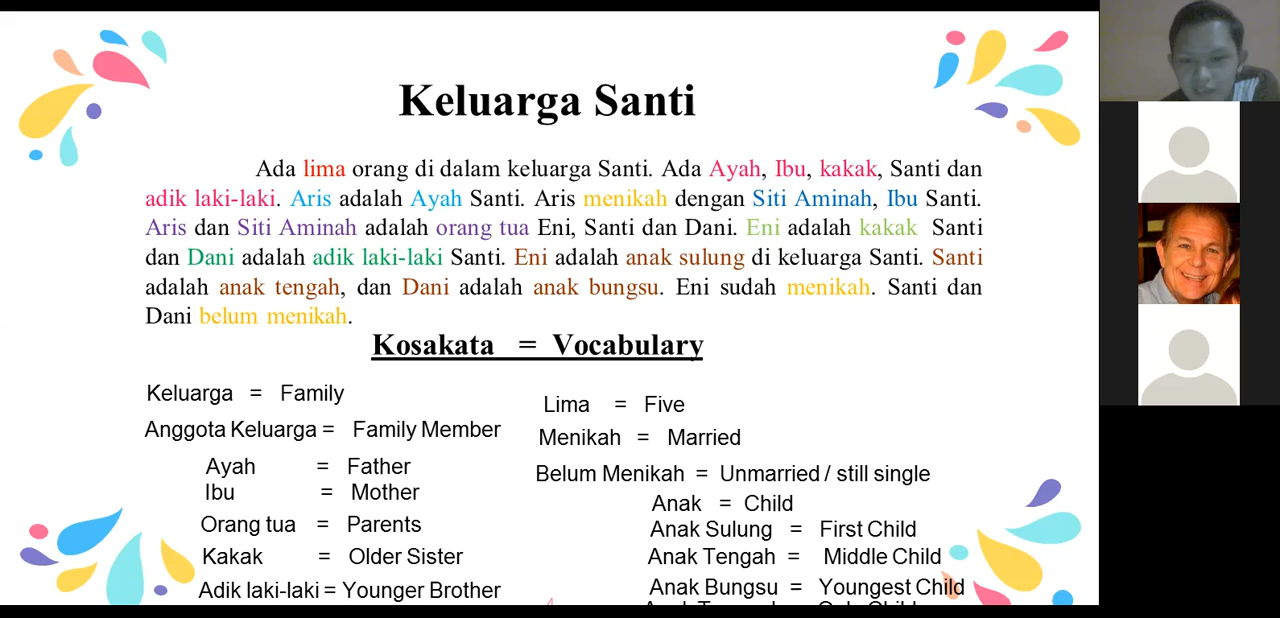 Keluarga Santi
Ada lima orang di dalam keluarga Santi. Ada Ayah, Ibu, kakak, Santi dan
adik laki-laki. Aris adalah Ayah Santi. Aris menikah dengan Siti Aminah, Ibu Santi.
Aris dan Siti Aminah adalah orang tua Eni, Santi dan Dani. Eni adalah kakak Santi
dan Dani adalah adik laki-laki Santi. Eni adalah anak sulung di keluarga Santi. Santi
adalah anak tengah, dan Dani adalah anak bungsu. Eni sudah menikah. Santi dan
Dani belum menikah.
Kosakata = Vocabulary
Keluarga = Family
Anggota Keluarga = Family Member
Ayah = Father
Ibu = Mother
Orang tua = Parents
Kakak = Older Sister
Adik laki-laki = Younger Brother
Lima = Five
Menikah = Married
Belum Menikah = Unmarried / still single
Anak = Child
Anak Sulung = First Child
Anak Tengah = Middle Child
Anak Bungsu = Youngest Child